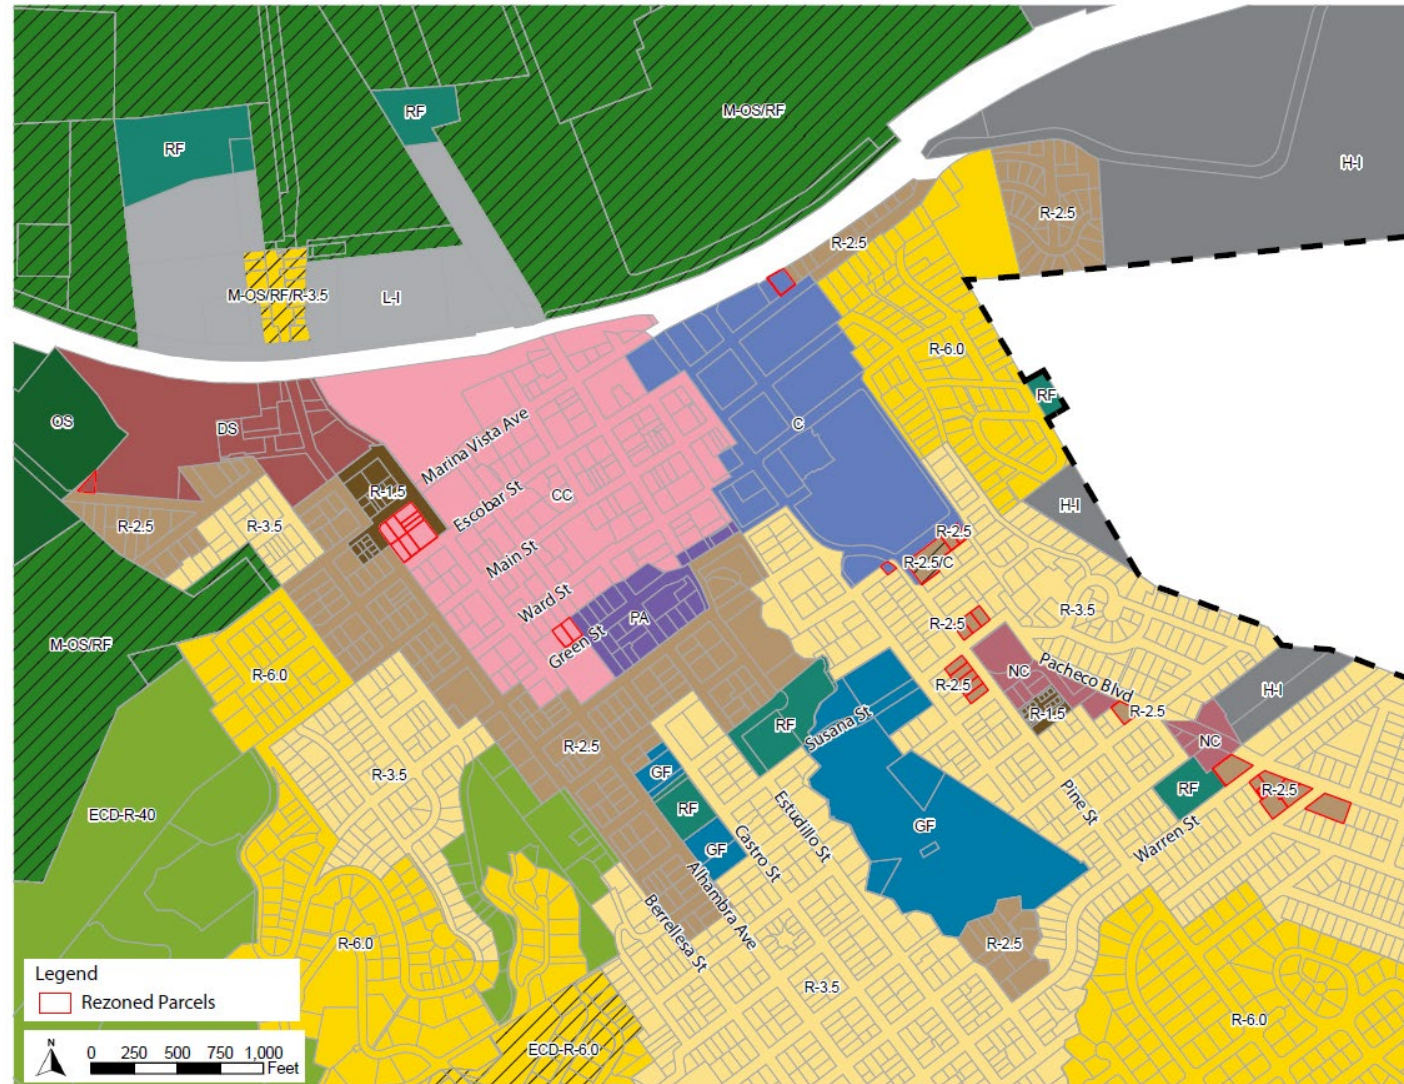 RF
RF
M-OS/RF
H-I
R-2.5
R-2.5
M-OS/RF/R-3.5
L-I
R-6.0
RF
OS
DS
Marina Vista Ave
C
R-1.5
Escobar St
CC
H-I
R-2.5
R-3.5
Main St
R-2.5
R-2.5/C
Ward St
PA
R-3.5
R-2.5
Green St
M-OS/RF
R-6.0
NC
Pacheco Blvd
R-2.5
H-I
R-1.5
R-2.5
RF
Susana St
R-2.5
NC
R-3.5
GF
RF
R-2.5
Pine St
RF
ECD-R-40
Estudillo St
GF
Castro St
GF
Warren St
Alhambra Ave
Berrellesa St
R-6.0
R-2.5
R-3.5
R-6.0
ECD-R-6.0
Legend
Rezoned Parcels
N
0 250 500 750 1,000
Feet